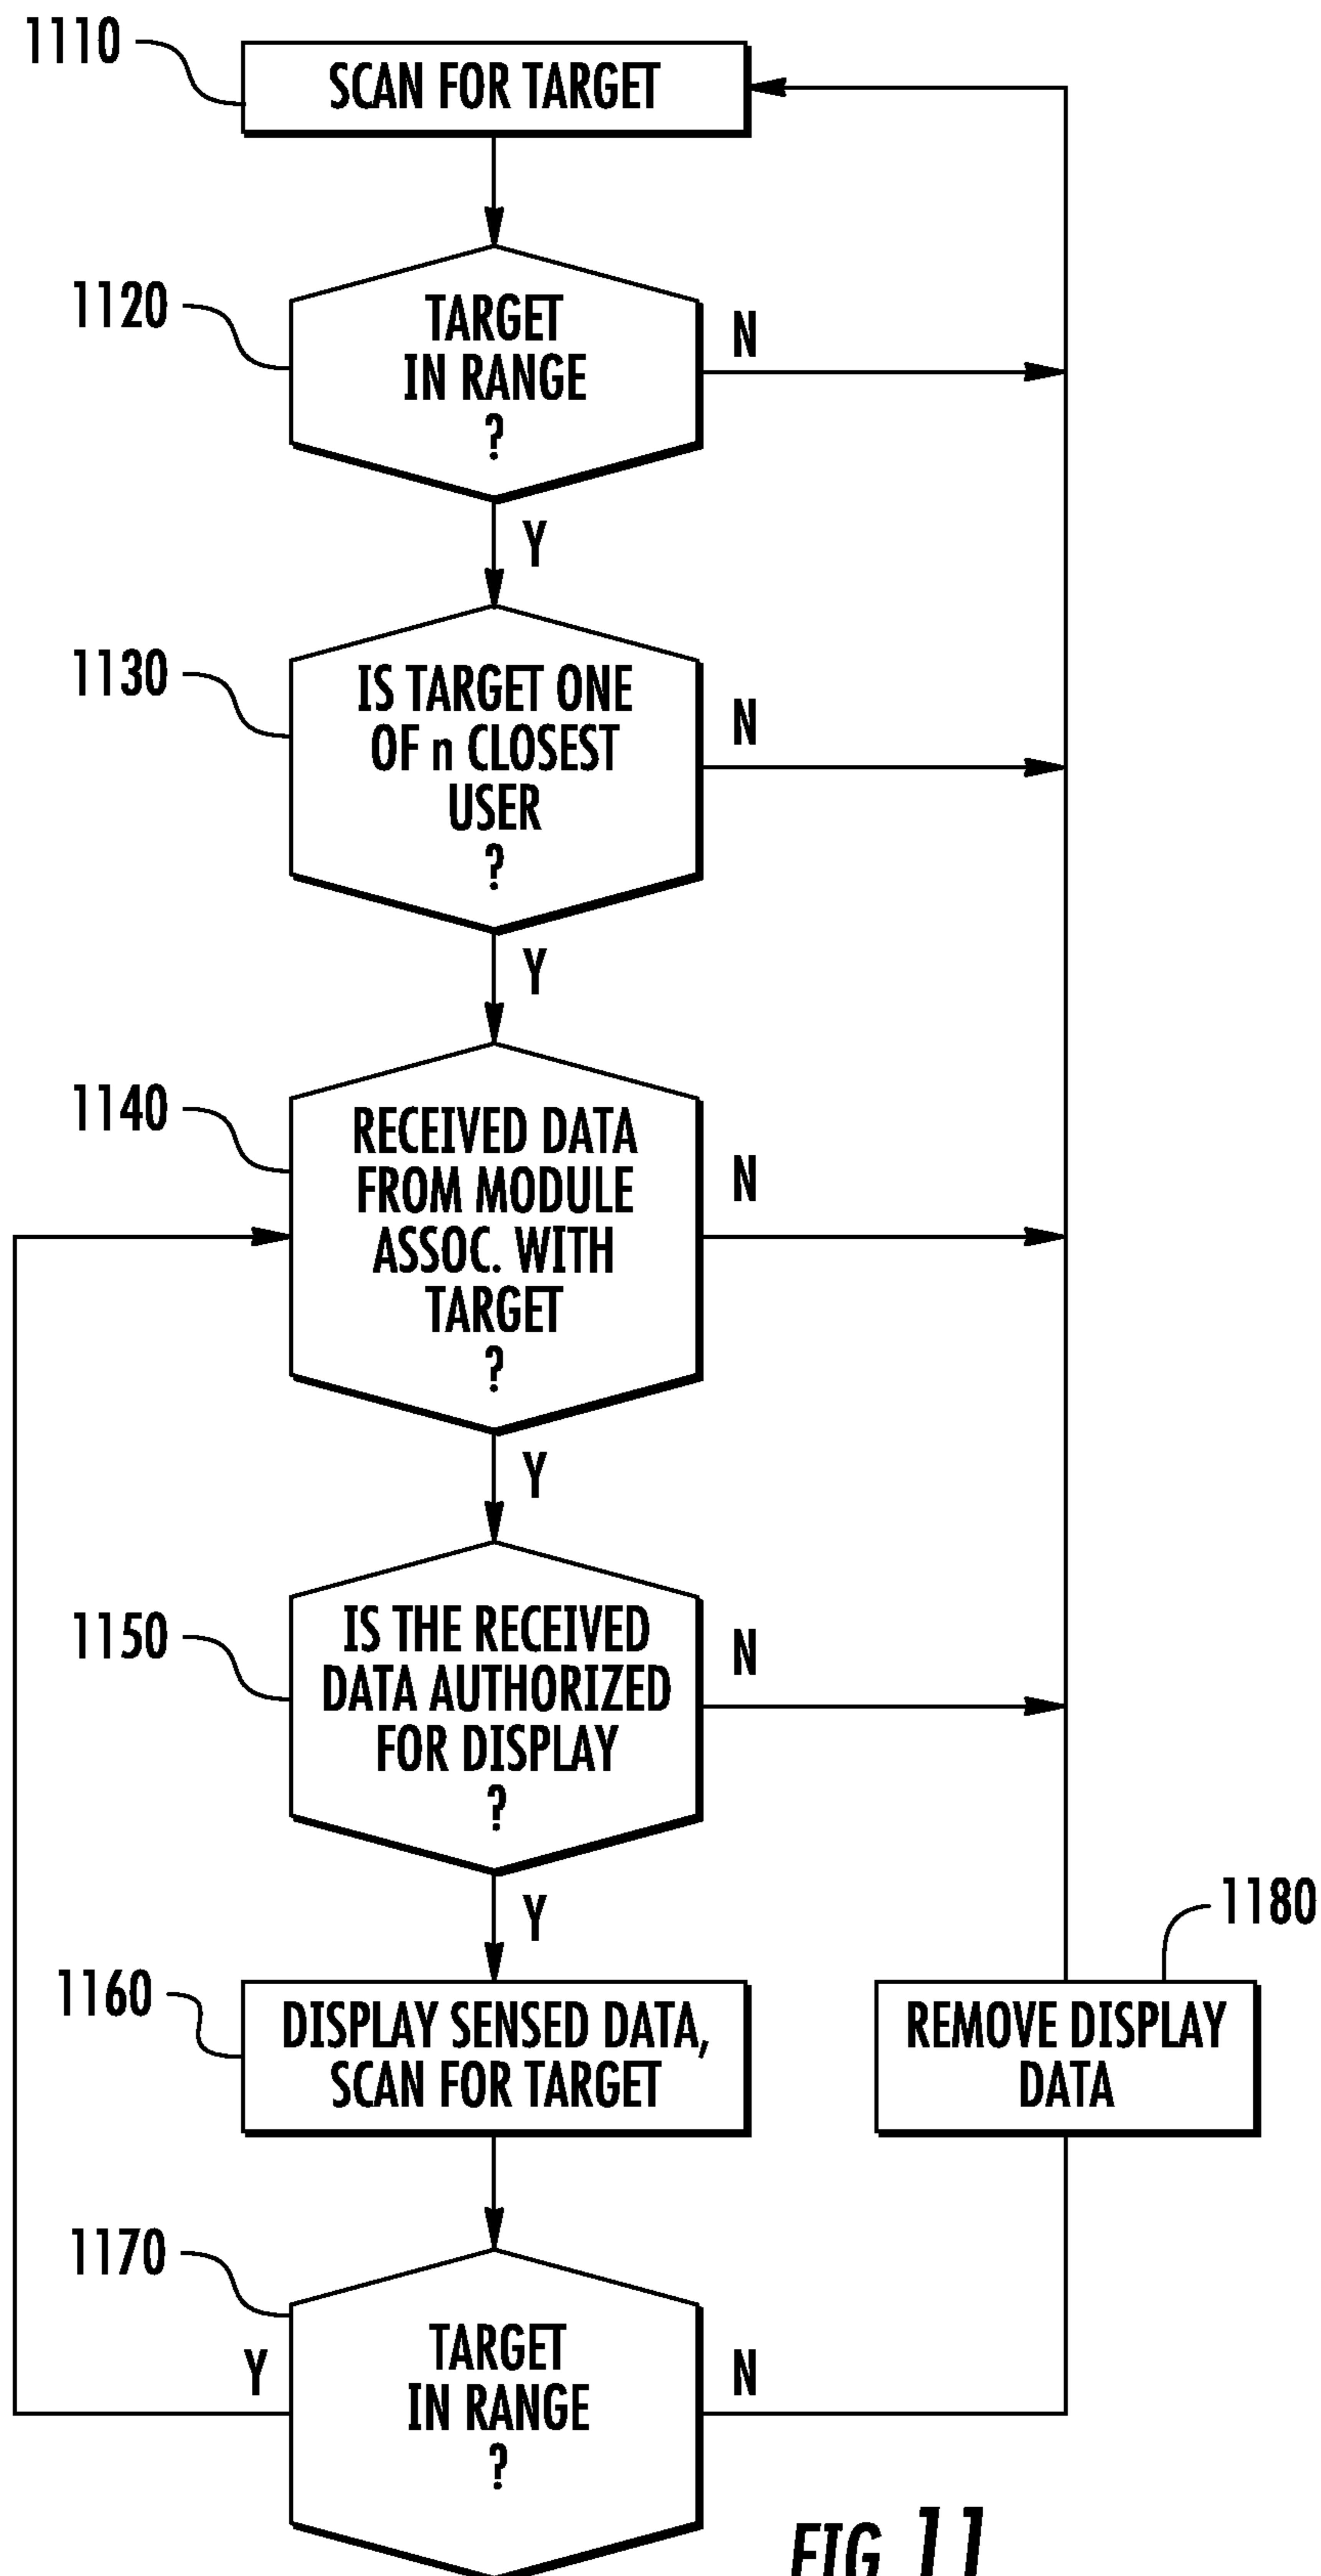 1110
SCAN FOR TARGET
1120
TARGET
IN RANGE
?
N
Y
1130
IS TARGET ONE
OF n CLOSEST
USER
?
N
Y
1140
RECEIVED DATA
FROM MODULE
ASSOC. WITH
TARGET
?
N
Y
1150
IS THE RECEIVED
DATA AUTHORIZED
FOR DISPLAY
?
N
Y
1160
DISPLAY SENSED DATA,
SCAN FOR TARGET
1180
REMOVE DISPLAY
DATA
1170
TARGET
IN RANGE
?
Y
N
FIG 11